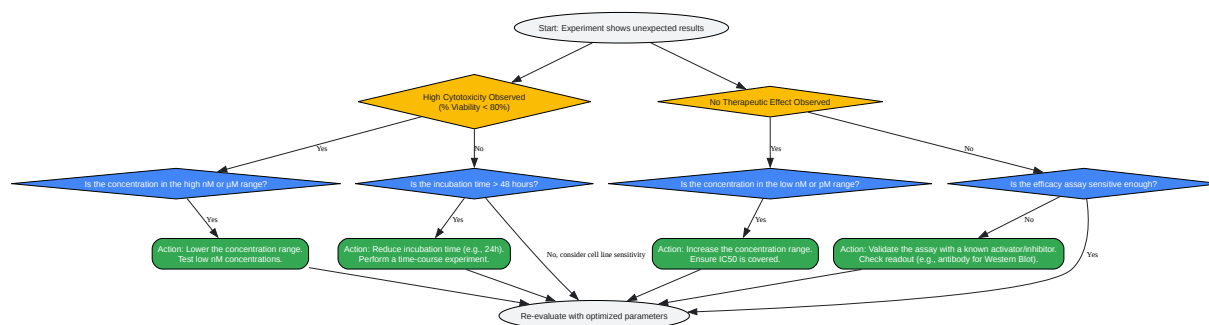 Start: Experiment shows unexpected results
High Cytotoxicity Observed
(% Viability < 80%)
No Therapeutic Effect Observed
Yes
No
Yes
No
Is the concentration in the high nM or µM range?
Is the incubation time > 48 hours?
Is the concentration in the low nM or pM range?
Is the efficacy assay sensitive enough?
Yes
Yes
Yes
No
Action: Lower the concentration range.
Test low nM concentrations.
Action: Reduce incubation time (e.g., 24h).
Perform a time-course experiment.
No, consider cell line sensitivity
Action: Increase the concentration range.
Ensure IC50 is covered.
Action: Validate the assay with a known activator/inhibitor.
Check readout (e.g., antibody for Western Blot).
Yes
Re-evaluate with optimized parameters